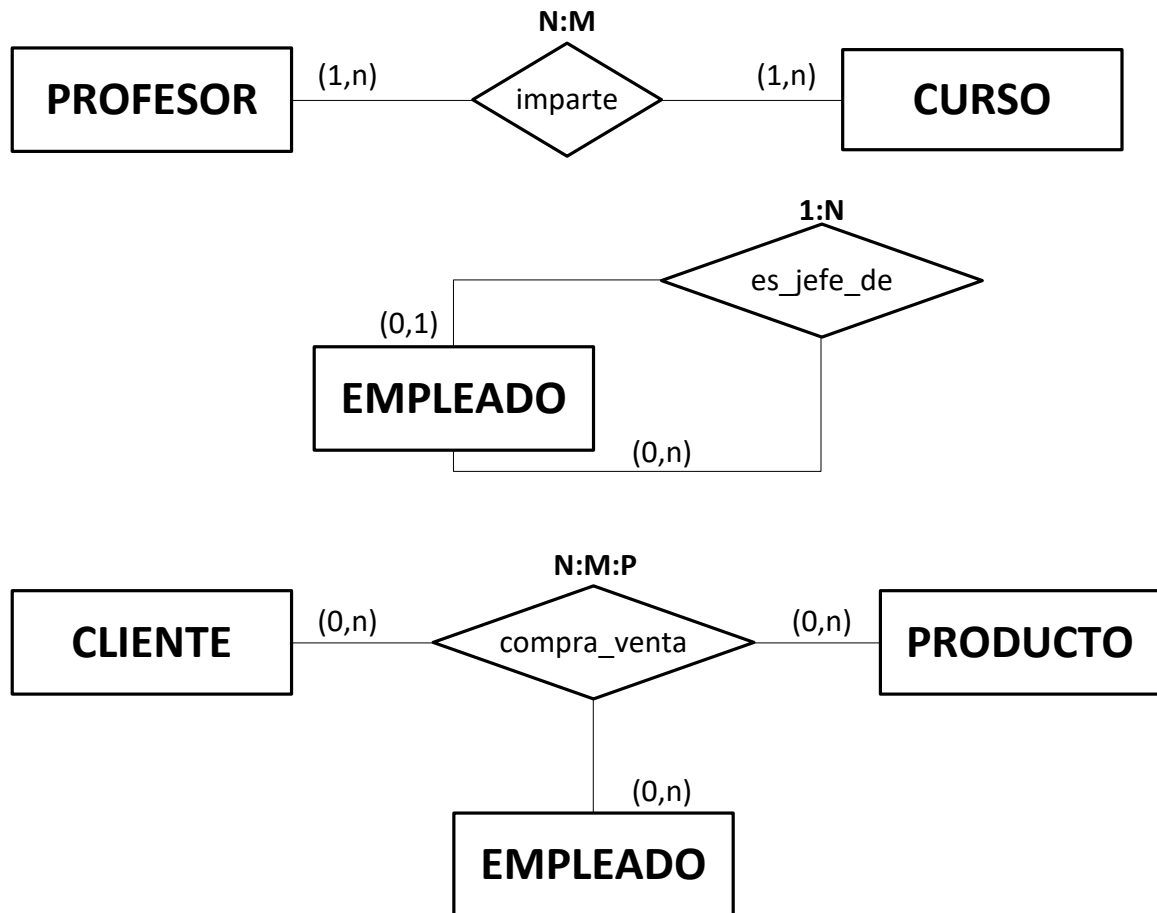 N:M
PROFESOR (1,n) imparte (1,n) CURSO
1:N
es_jefe_de
(0,1)
EMPLEADO
(0,n)
N:M:P
CLIENTE (0,n) compra_venta (0,n) PRODUCTO
(0,n)
EMPLEADO